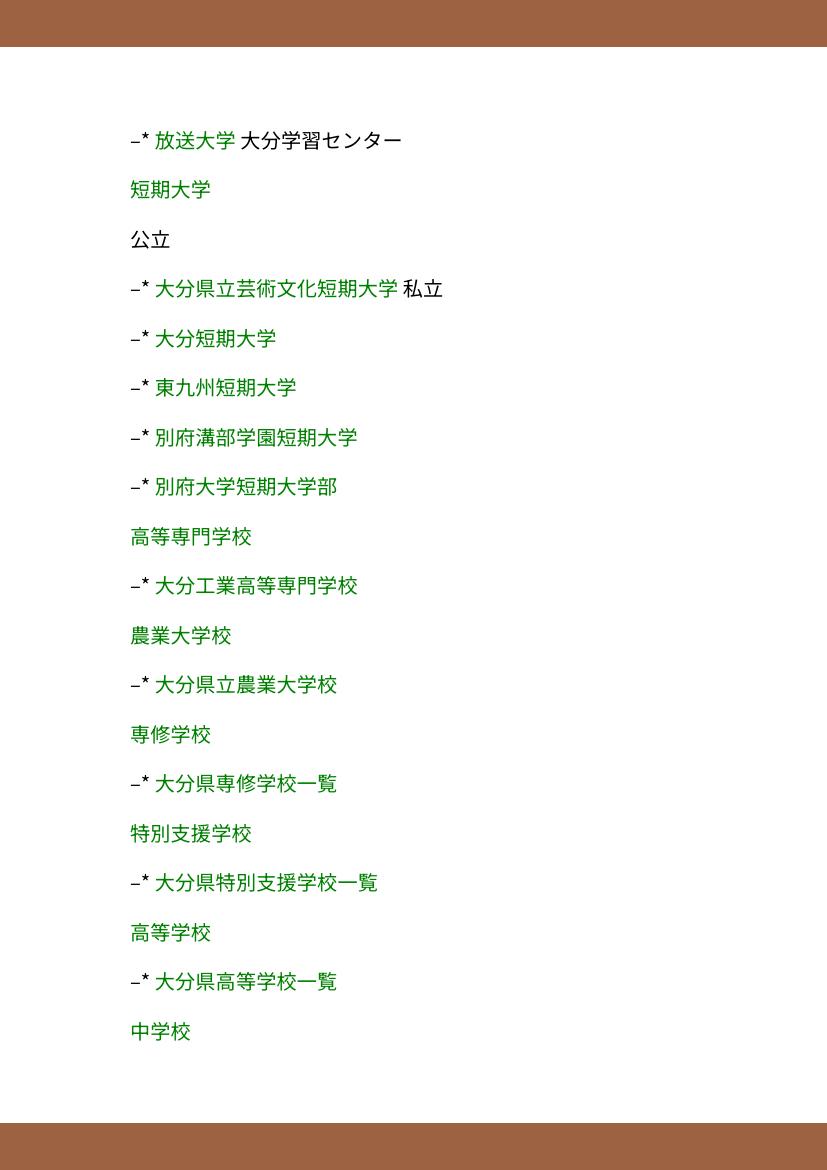 –* 放送大学 大分学習センター
短期大学
公立
–* 大分県立芸術文化短期大学 私立
–* 大分短期大学
–* 東九州短期大学
–* 別府溝部学園短期大学
–* 別府大学短期大学部
高等専門学校
–* 大分工業高等専門学校
農業大学校
–* 大分県立農業大学校
専修学校
–* 大分県専修学校一覧
特別支援学校
–* 大分県特別支援学校一覧
高等学校
–* 大分県高等学校一覧
中学校